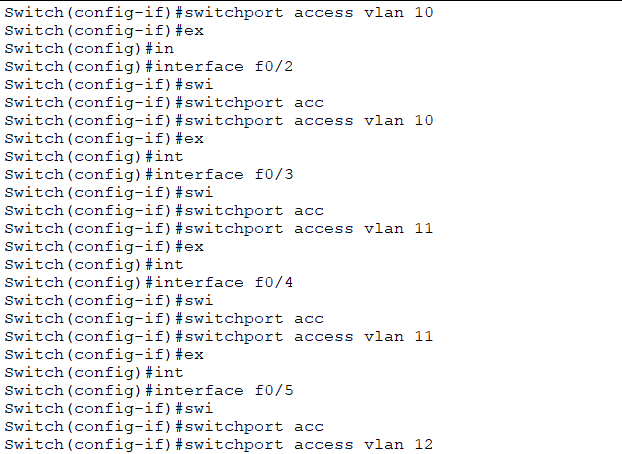 Switch(config-if)#switchport access vlan 10
Switch(config-if)#ex
Switch(config)#in
Switch(config)#interface f0/2
Switch(config-if)#swi
Switch(config-if)#switchport acc
Switch(config-if)#switchport access vlan 10
Switch(config-if)#ex
Switch(config)#int
Switch(config)#interface f0/3
Switch(config-if)#swi
Switch(config-if)#switchport acc
Switch(config-if)#switchport access vlan 11
Switch(config-if)#ex
Switch(config)#int
Switch(config)#interface f0/4
Switch(config-if)#swi
Switch(config-if)#switchport acc
Switch(config-if)#switchport access vlan 11
Switch(config-if)#ex
Switch(config)#int
Switch(config)#interface f0/5
Switch(config-if)#swi
Switch(config-if)#switchport acc
Switch(config-if)#switchport access vlan 12